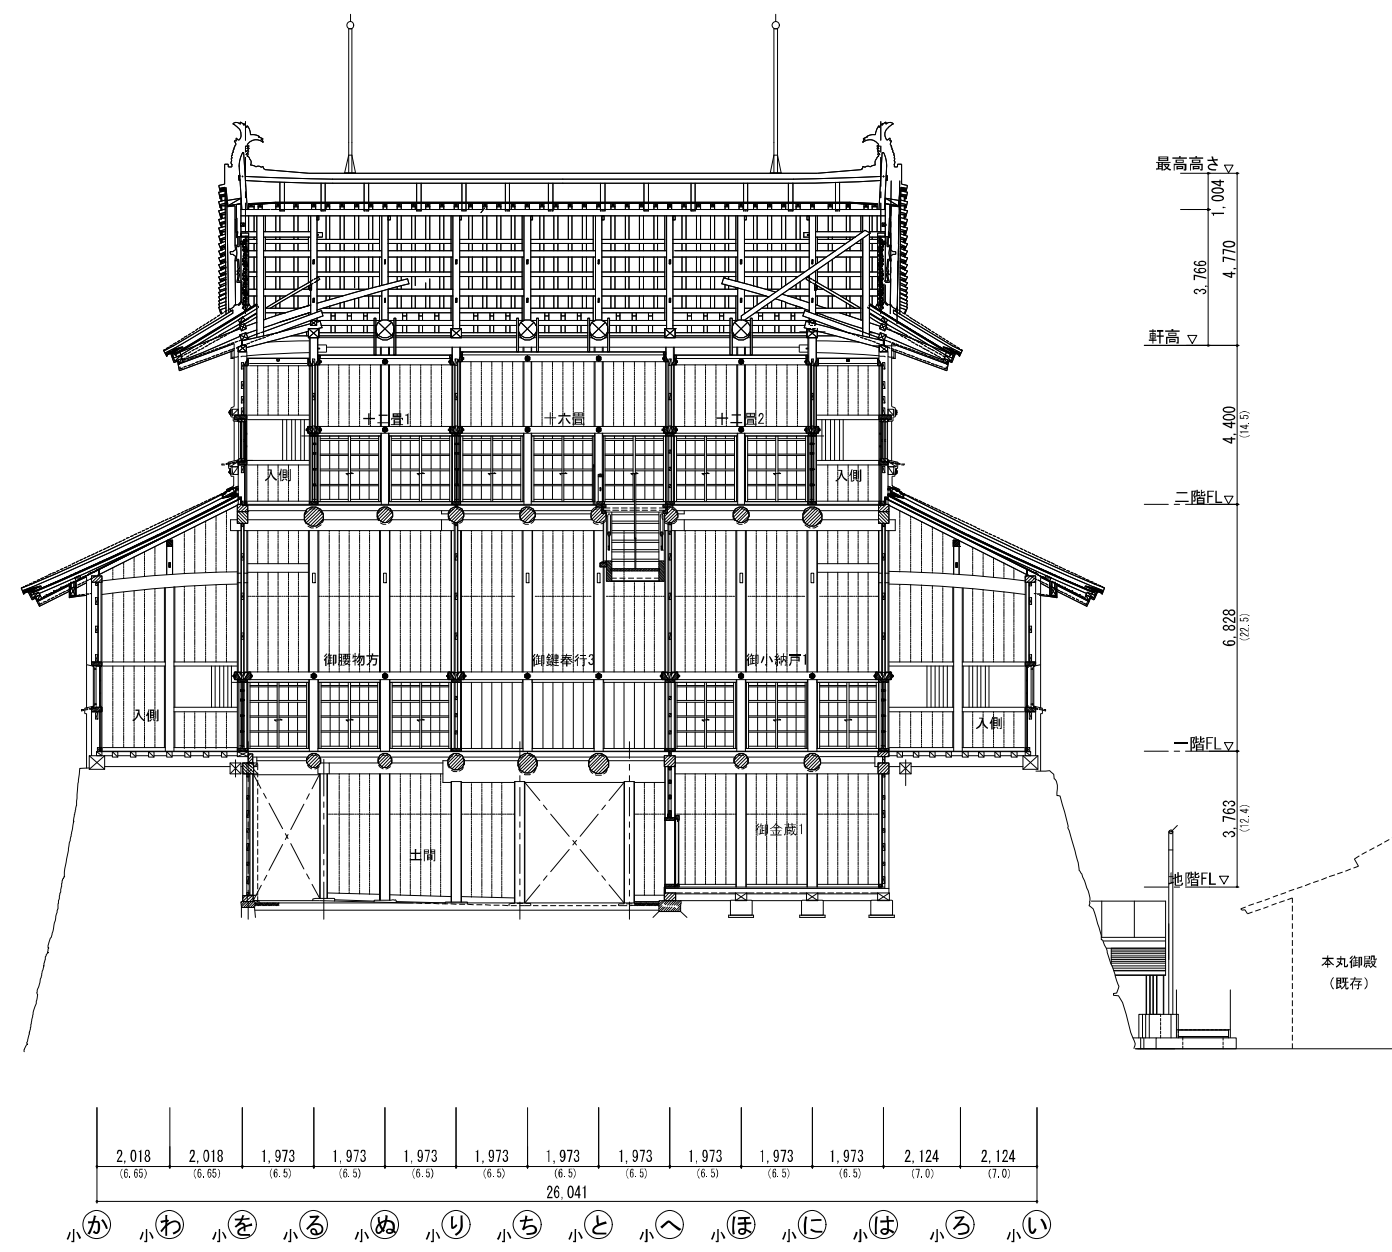 最高高さ
1,004
3,766
4,770
軒高
十二畳1
十六畳
十二畳2
4,400
(14.5)
入側
入側
二階FL
6,828
(22.5)
御腰物方
御鍵奉行3
御小納戸1
入側
入側
一階FL
3,763
(12.4)
御金蔵1
土間
地階FL
本丸御殿
(既存)
2,018 2,018 1,973 1,973 1,973 1,973 1,973 1,973 1,973 1,973 1,973 2,124 2,124
(6.65) (6.65) (6.5) (6.5) (6.5) (6.5) (6.5) (6.5) (6.5) (6.5) (6.5) (7.0) (7.0)
26,041
小か 小わ 小を 小る 小ぬ 小り 小ち 小と 小へ 小ほ 小に 小は 小ろ 小い